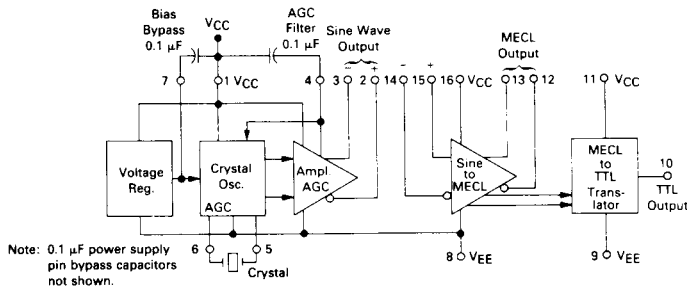 Bias
Bypass
0.1 μF
VCC
AGC
Filter
0.1 μF
Sine Wave
Output
MECL
Output
7
1 VCC
4
3
2
-
+
14
-
15
+
16
VCC
13
12
11
VCC
Voltage
Reg.
Crystal
Osc.
AGC
Ampl.
AGC
Sine
to
MECL
MECL
to
TTL
Trans-
lator
10
TTL
Output
6
5
Crystal
8
VEE
9
VEE
Note: 0.1 μF power supply
pin bypass capacitors
not shown.